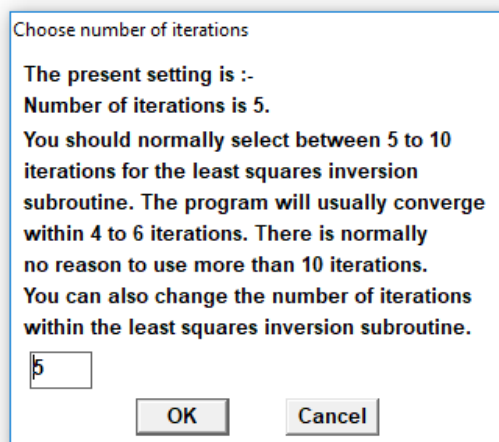 Choose number of iterations
The present setting is :-
Number of iterations is 5.
You should normally select between 5 to 10
iterations for the least squares inversion
subroutine. The program will usually converge
within 4 to 6 iterations. There is normally
no reason to use more than 10 iterations.
You can also change the number of iterations
within the least squares inversion subroutine.
5
OK Cancel